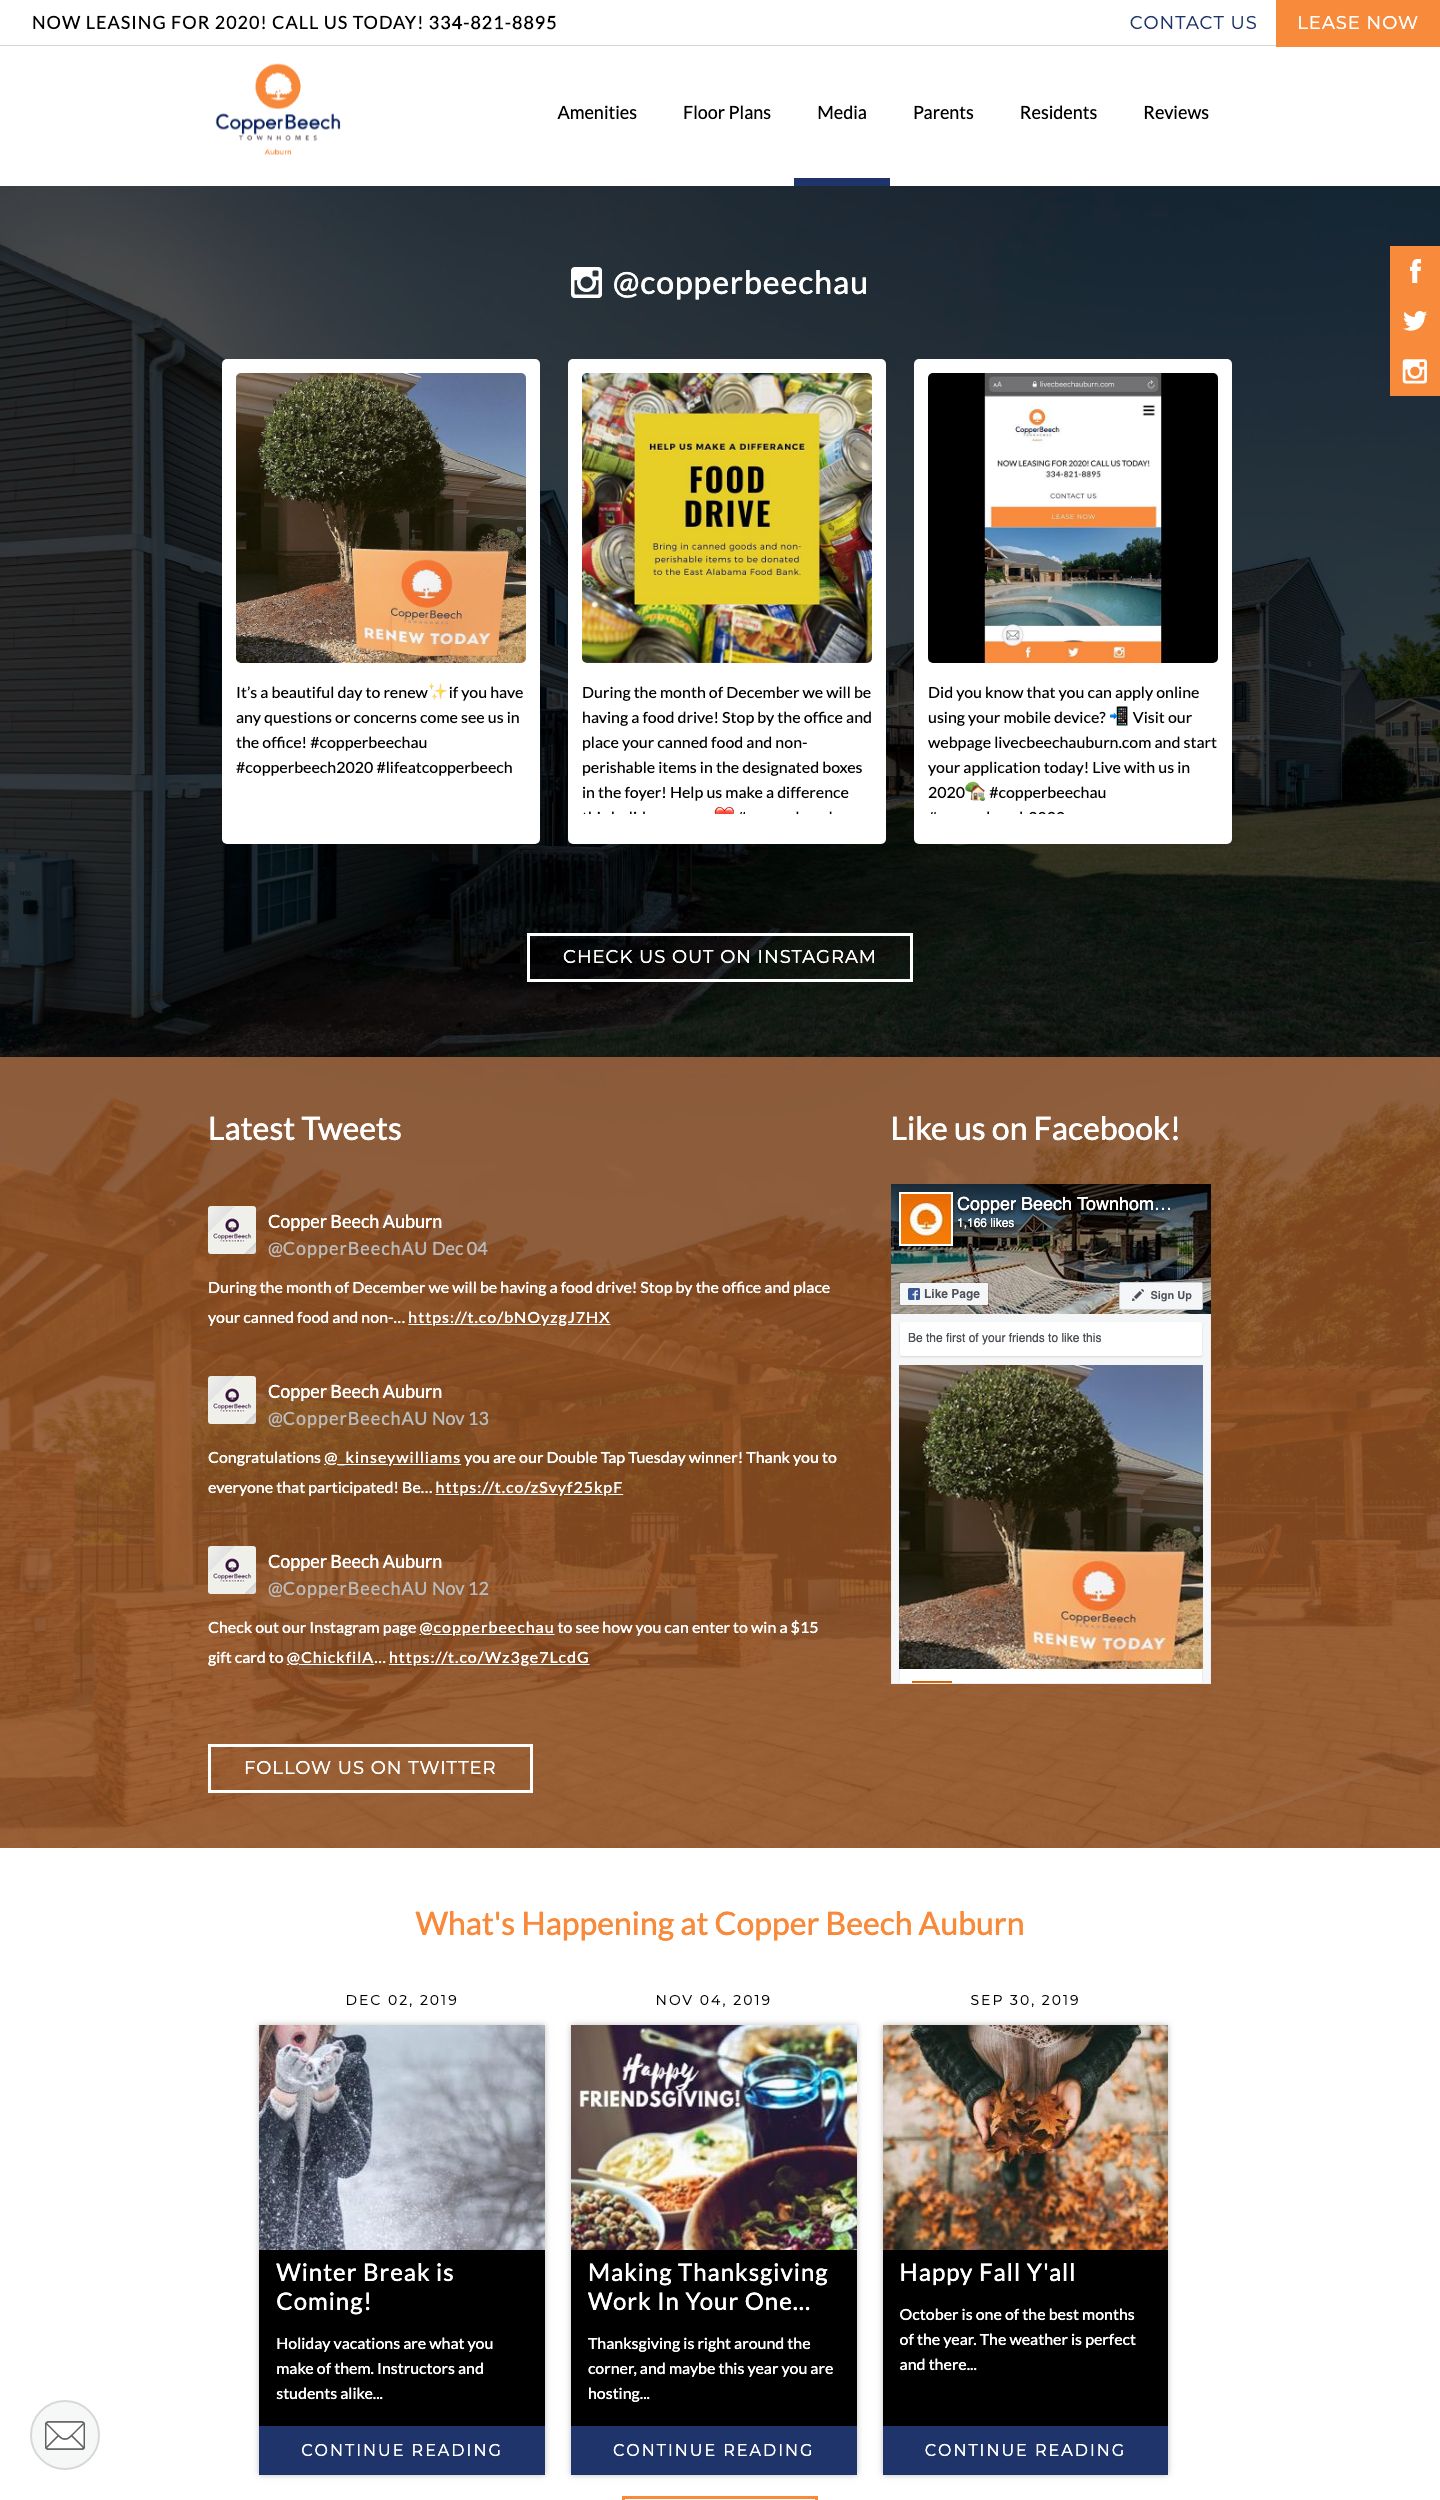 NOW LEASING FOR 2020! CALL US TODAY! 334-821-8895
CONTACT US
LEASE NOW
CopperBeech
TOWNHOMES
Auburn
Amenities
Floor Plans
Media
Parents
Residents
Reviews
@copperbeechau
CopperBeech
TOWNHOMES
RENEW TODAY
It's a beautiful day to renew✨ if you have
any questions or concerns come see us in
the office! #copperbeechau
#copperbeech2020 #lifeatcopperbeech
HELP US MAKE A DIFFERANCE
FOOD
DRIVE
Bring in canned goods and non-
perishable items to be donated
to the East Alabama Food Bank.
During the month of December we will be
having a food drive! Stop by the office and
place your canned food and non-
perishable items in the designated boxes
in the foyer! Help us make a difference
AA
livecbeechauburn.com
CopperBeech
NOW LEASING FOR 2020! CALL US TODAY!
334-821-8895
CONTACT US
LEASE NOW
Did you know that you can apply online
using your mobile device? 📲 Visit our
webpage livecbeechauburn.com and start
your application today! Live with us in
2020🏡 #copperbeechau
CHECK US OUT ON INSTAGRAM
Latest Tweets
CopperBeech
Copper Beech Auburn
@CopperBeechAU Dec 04
During the month of December we will be having a food drive! Stop by the office and place
your canned food and non-... https://t.co/bNOyzgJ7HX
CopperBeech
Copper Beech Auburn
@CopperBeechAU Nov 13
Congratulations @_kinseywilliams you are our Double Tap Tuesday winner! Thank you to
everyone that participated! Be... https://t.co/zSvyf25kpF
CopperBeech
Copper Beech Auburn
@CopperBeechAU Nov 12
Check out our Instagram page @copperbeechau to see how you can enter to win a $15
gift card to @ChickfilA... https://t.co/Wz3ge7LcdG
FOLLOW US ON TWITTER
Like us on Facebook!
Copper Beech Townhom...
1,166 likes
Like Page
Sign Up
Be the first of your friends to like this
CopperBeech
TOWNHOMES
RENEW TODAY
What's Happening at Copper Beech Auburn
DEC 02, 2019
Winter Break is
Coming!
Holiday vacations are what you
make of them. Instructors and
students alike...
CONTINUE READING
NOV 04, 2019
Happy
FRIENDSGIVING!
Making Thanksgiving
Work In Your One...
Thanksgiving is right around the
corner, and maybe this year you are
hosting...
CONTINUE READING
SEP 30, 2019
Happy Fall Y'all
October is one of the best months
of the year. The weather is perfect
and there...
CONTINUE READING